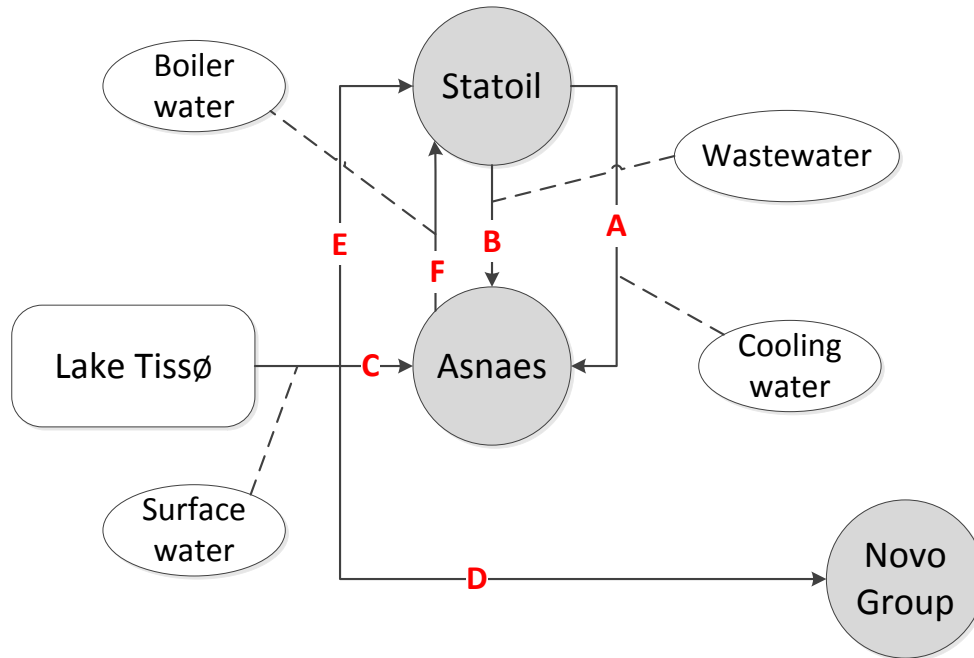 Boiler
water
Statoil
Wastewater
A
E
B
F
Lake Tissø
C
Asnaes
Cooling
water
Surface
water
D
Novo
Group